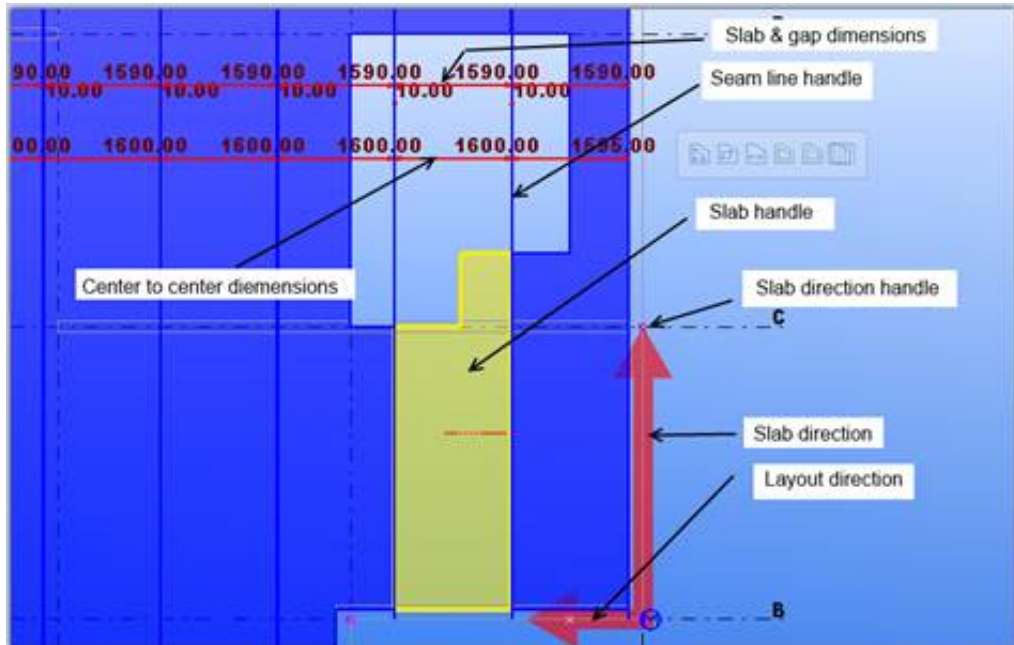 Slab & gap dimensions
90.00 1590.00 1590.00 1590.00 1590.00 1590.00
10.00 10.00 10.00 10.00 10.00
Seam line handle
00.00 1600.00 1600.00 1600.00 1600.00 1595.00
Slab handle
Center to center diemensions
Slab direction handle
C
Slab direction
Layout direction
B